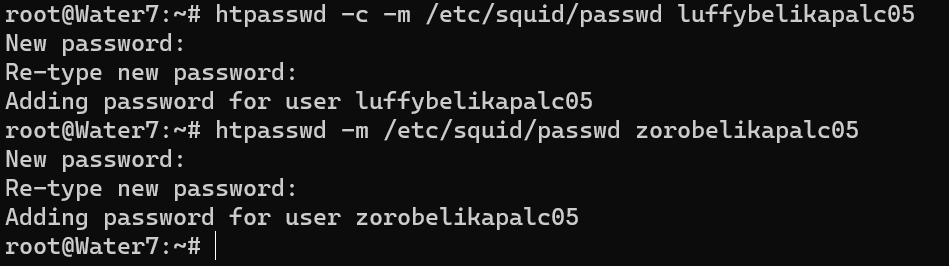 root@Water7:~# htpasswd -c -m /etc/squid/passwd luffybelikapalc05
New password:
Re-type new password:
Adding password for user luffybelikapalc05
root@Water7:~# htpasswd -m /etc/squid/passwd zorobelikapalc05
New password:
Re-type new password:
Adding password for user zorobelikapalc05
root@Water7:~#